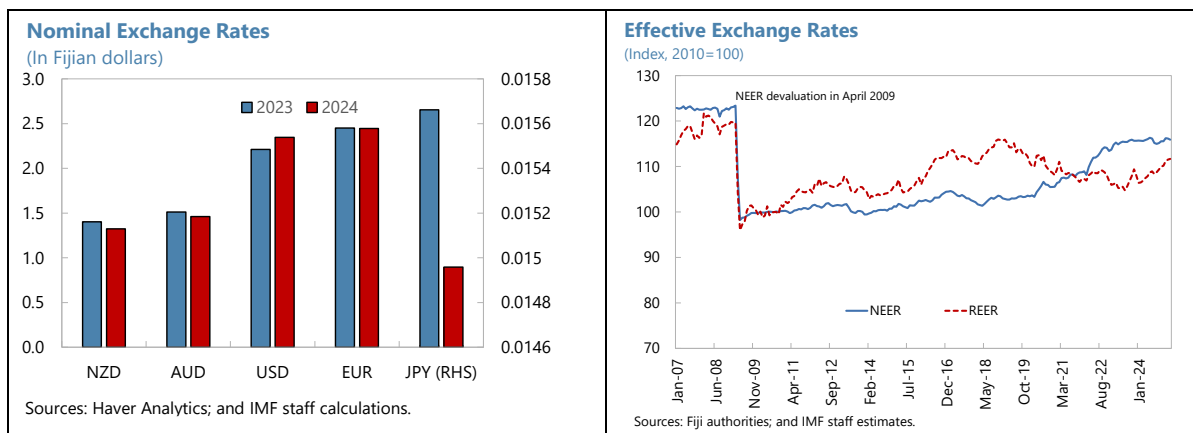 Nominal Exchange Rates
(In Fijian dollars)
3.0
2.5
2.0
1.5
1.0
0.5
0.0
2023 2024
0.0158
0.0156
0.0154
0.0152
0.015
0.0148
0.0146
NZD AUD USD EUR JPY (RHS)
Sources: Haver Analytics; and IMF staff calculations.
Effective Exchange Rates
(Index, 2010=100)
130
120
110
100
90
80
70
NEER devaluation in April 2009
NEER REER
Jan-07
Jun-08
Nov-09
Apr-11
Sep-12
Feb-14
Jul-15
Dec-16
May-18
Oct-19
Mar-21
Aug-22
Jan-24
Sources: Fiji authorities; and IMF staff estimates.